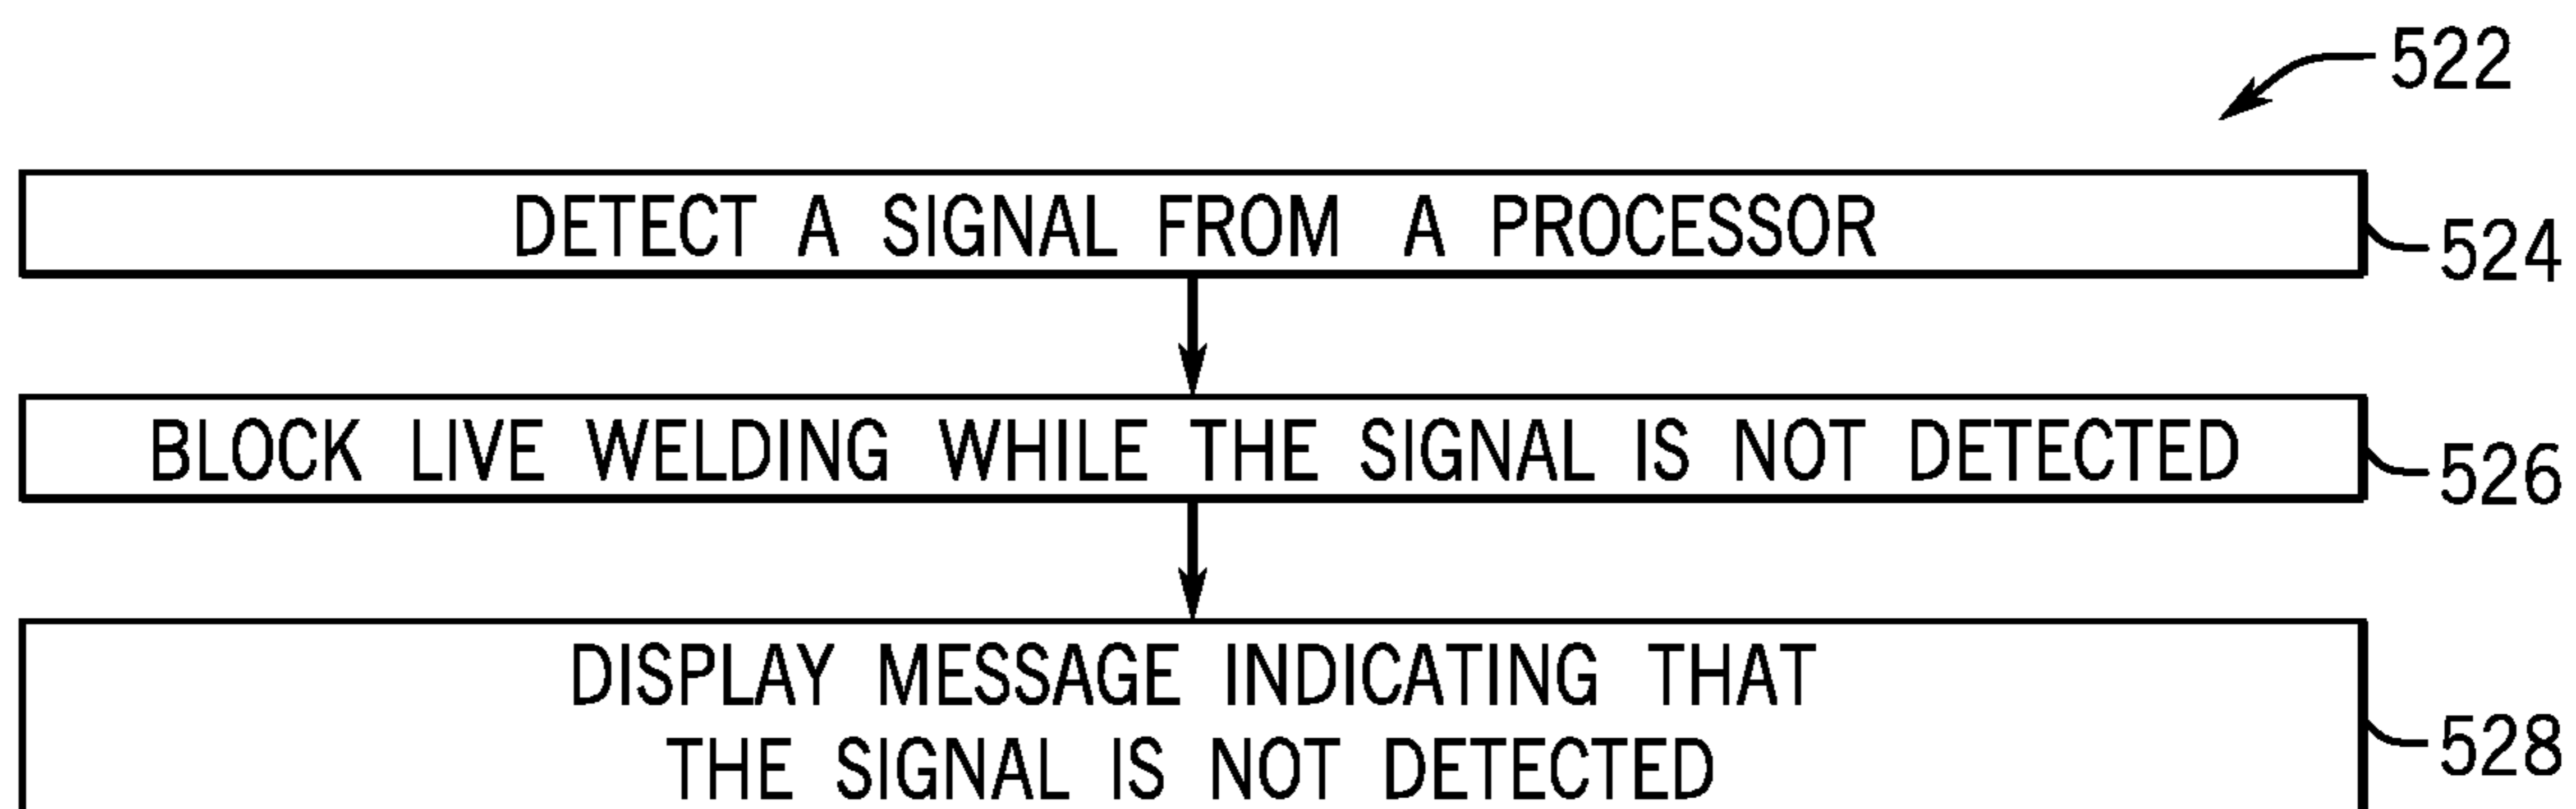 522
DETECT A SIGNAL FROM A PROCESSOR
524
BLOCK LIVE WELDING WHILE THE SIGNAL IS NOT DETECTED
526
DISPLAY MESSAGE INDICATING THAT
THE SIGNAL IS NOT DETECTED
528